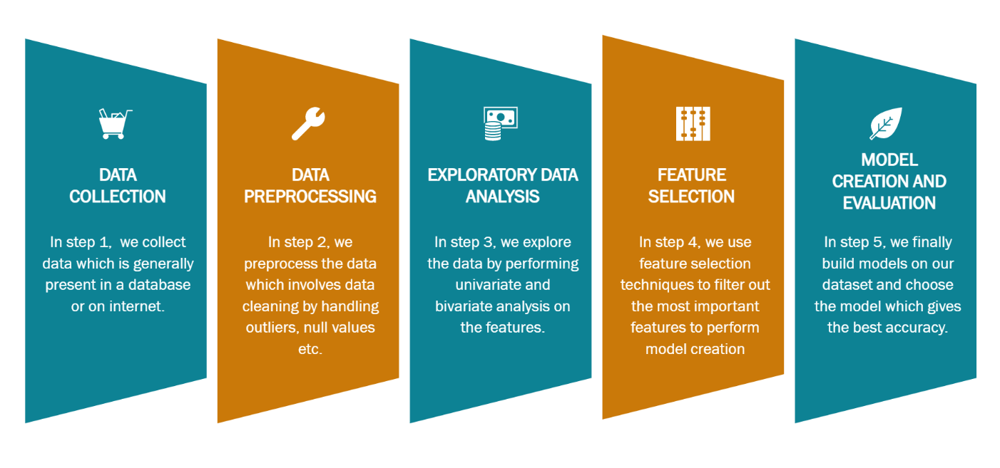 DATA
COLLECTION
In step 1,  we collect
data which is generally
present in a database
or on internet.
DATA
PREPROCESSING
In step 2, we
preprocess the data
which involves data
cleaning by handling
outliers, null values
etc.
EXPLORATORY DATA
ANALYSIS
In step 3, we explore
the data by performing
univariate and
bivariate analysis on
the features.
FEATURE
SELECTION
In step 4, we use
feature selection
techniques to filter out
the most important
features to perform
model creation
MODEL
CREATION AND
EVALUATION
In step 5, we finally
build models on our
dataset and choose
the model which gives
the best accuracy.